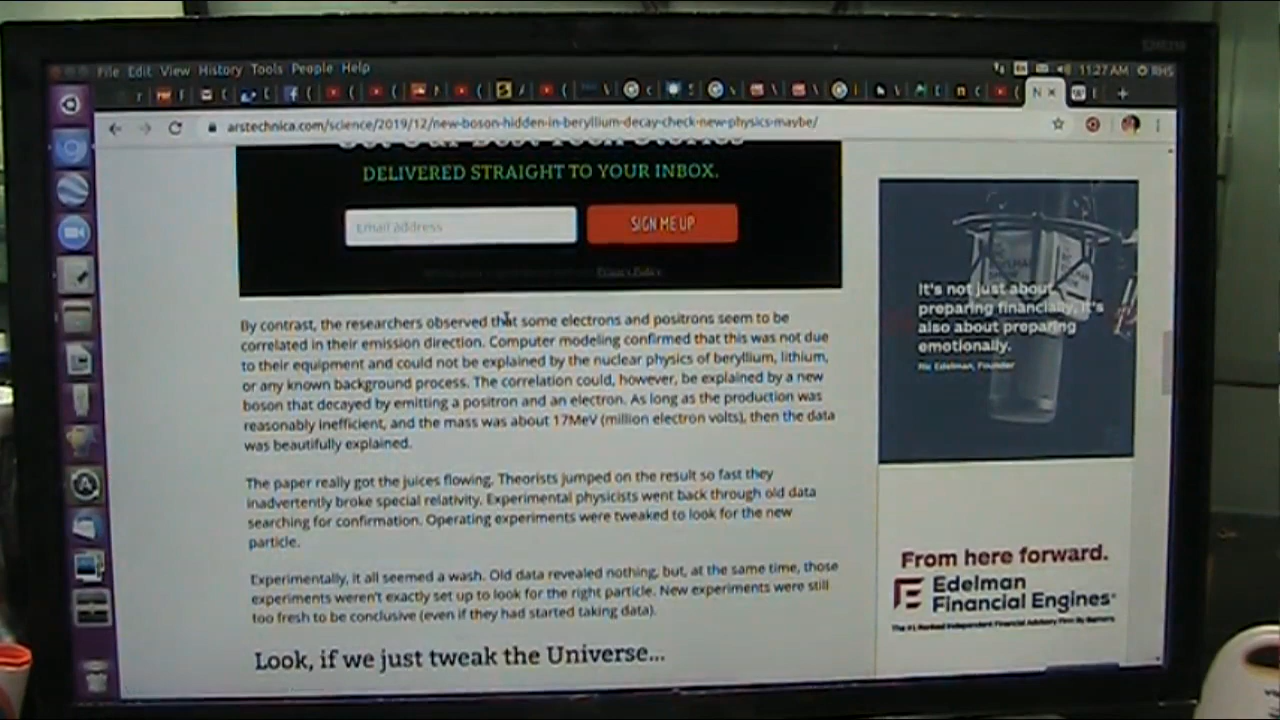 File Edit View History Tools People Help
11:27 AM RHS
arstechnica.com/science/2019/12/new-boson-hidden-in-beryllium-decay-check-new-physics-maybe/
DELIVERED STRAIGHT TO YOUR INBOX.
Email address
SIGN ME UP
Privacy Policy
By contrast, the researchers observed that some electrons and positrons seem to be
correlated in their emission direction. Computer modeling confirmed that this was not due
to their equipment and could not be explained by the nuclear physics of beryllium, lithium,
or any known background process. The correlation could, however, be explained by a new
boson that decayed by emitting a positron and an electron. As long as the production was
reasonably inefficient, and the mass was about 17MeV (million electron volts), then the data
was beautifully explained.
The paper really got the juices flowing. Theorists jumped on the result so fast they
inadvertently broke special relativity. Experimental physicists went back through old data
searching for confirmation. Operating experiments were tweaked to look for the new
particle.
Experimentally, it all seemed a wash. Old data revealed nothing, but, at the same time, those
experiments weren't exactly set up to look for the right particle. New experiments were still
too fresh to be conclusive (even if they had started taking data).
Look, if we just tweak the Universe...
It's not just about
preparing financially, it's
also about preparing
emotionally.
Ric Edelman, Founder
From here forward.
Edelman
Financial Engines
The #1 Ranked Independent Financial Advisory Firm By Barron's